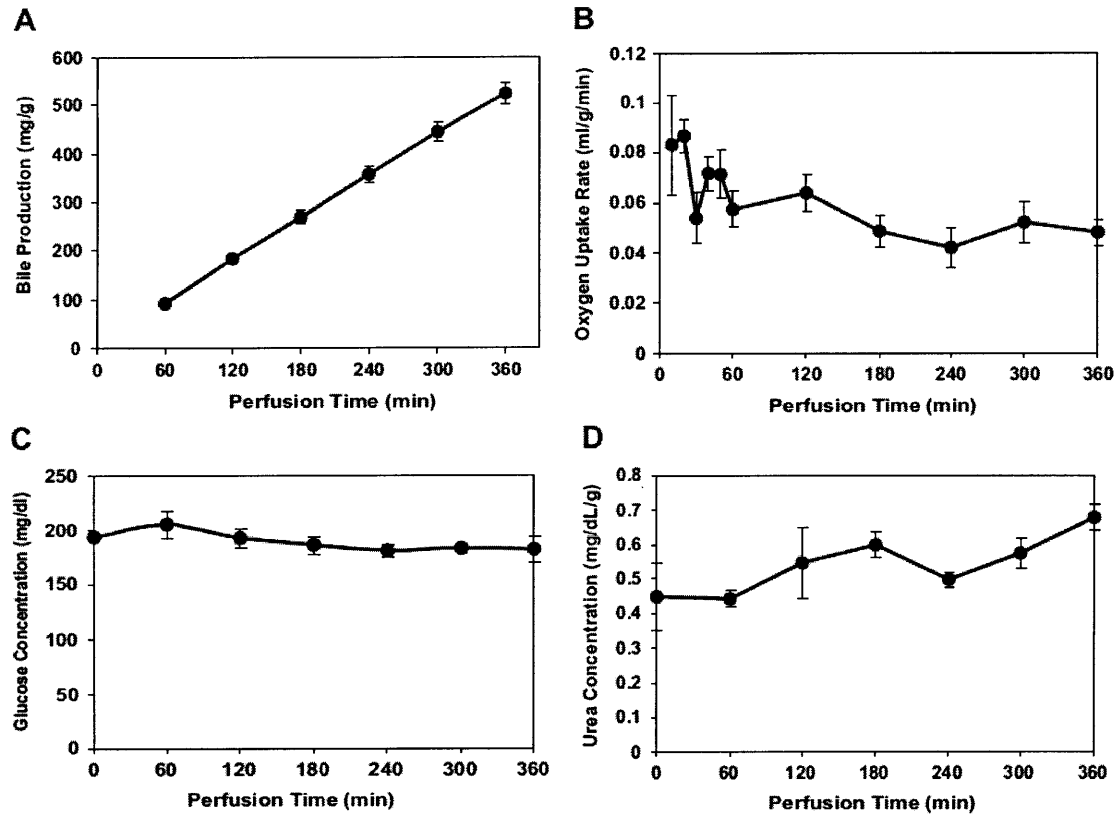 A
Bile Production (mg/g)
600
500
400
300
200
100
0
0 60 120 180 240 300 360
Perfusion Time (min)
B
Oxygen Uptake Rate (ml/g/min)
0.12
0.1
0.08
0.06
0.04
0.02
0
0 60 120 180 240 300 360
Perfusion Time (min)
C
Glucose Concentration (mg/dl)
250
200
150
100
50
0
0 60 120 180 240 300 360
Perfusion Time (min)
D
Urea Concentration (mg/dL/g)
0.8
0.7
0.6
0.5
0.4
0.3
0.2
0.1
0
0 60 120 180 240 300 360
Perfusion Time (min)